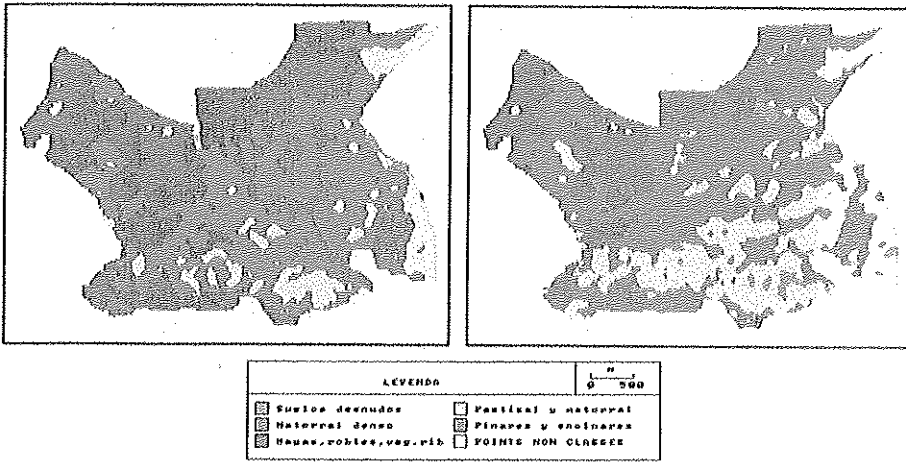 LEYENDA
M
0 500
Suelos desnudos
Matorral denso
Hayas,robles,veg.rib
Pastizal y matorral
Pinares y encinares
POINTS NON CLASSES